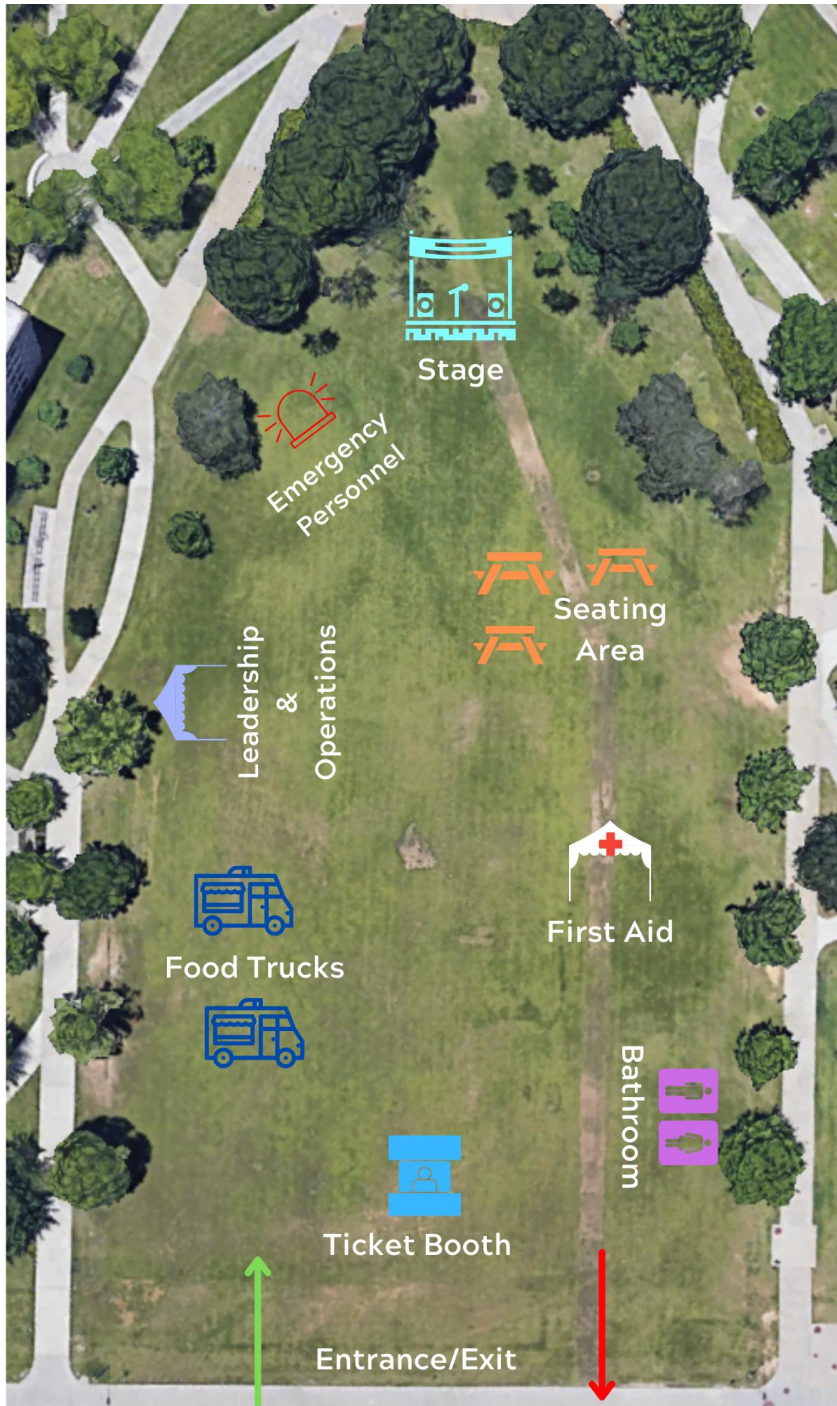 Stage
Emergency
Personnel
Seating
Area
Leadership
&
Operations
First Aid
Food Trucks
Bathroom
Ticket Booth
Entrance/Exit